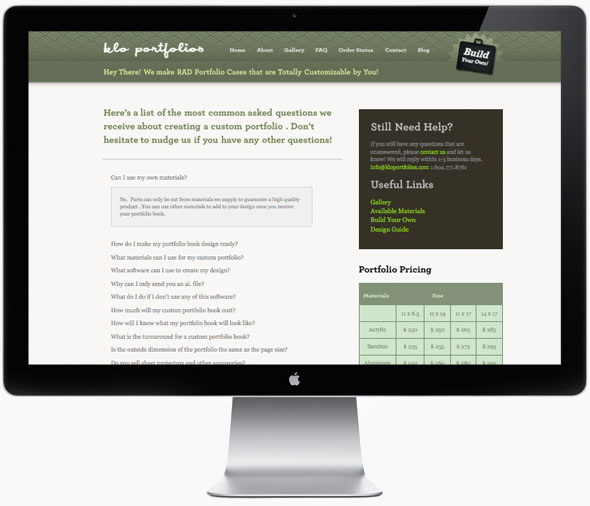 klo portfolios
Home
About
Gallery
FAQ
Order Status
Contact
Blog
Build
Your Own!
Hey There! We make RAD Portfolio Cases that are Totally Customizable by You!
Here's a list of the most common asked questions we
receive about creating a custom portfolio . Don't
hesitate to nudge us if you have any other questions!
Can I use my own materials?
No. Parts can only be cut from materials we supply to guarantee a high quality
product . You can use other materials to add to your design once you receive
your portfolio book.
How do I make my portfolio book design ready?
What materials can I use for my custom portfolio?
What software can I use to create my design?
Why can I only send you an ai. file?
What do I do if I don't use any of this software?
How much will my custom portfolio book cost?
How will I know what my portfolio book will look like?
What is the turnaround for a custom portfolio book?
Is the outside dimension of the portfolio the same as the page size?
Do you sell sheet protectors and other accessories?
Still Need Help?
If you still have any questions that are
unanswered, please contact us and let us
know! We will reply within 1-3 business days.
info@kloportfolios.com 1.604.771.8761
Useful Links
Gallery
Available Materials
Build Your Own
Design Guide
Portfolio Pricing
Materials Size
11 x 8.5 11 x 14 11 x 17 14 x 17
Acrylic $ 230 $ 250 $ 265 $ 285
Bamboo $ 235 $ 255 $ 275 $ 295
Aluminum